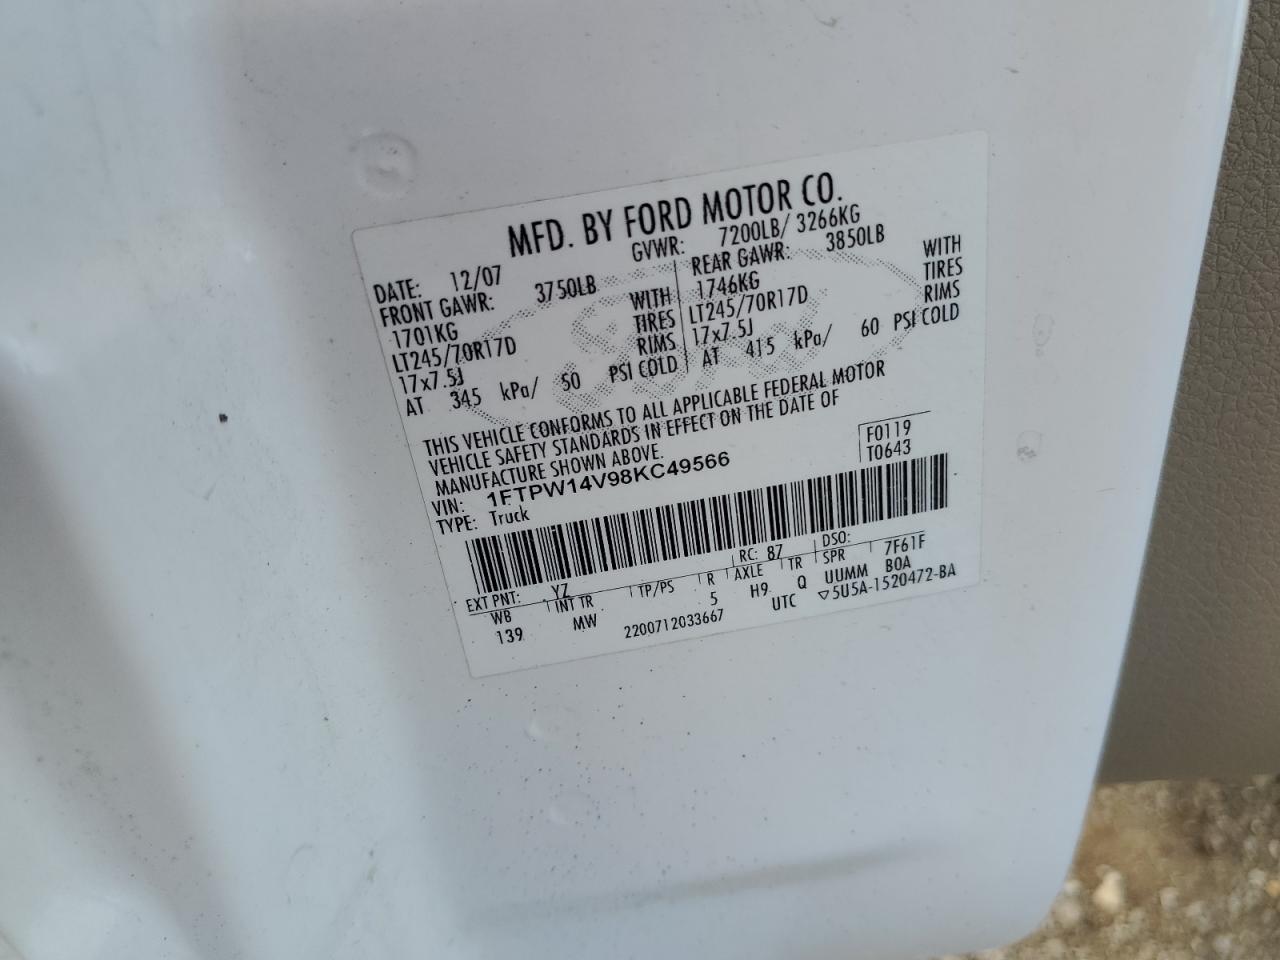 MFD. BY FORD MOTOR CO.
DATE: 12/07 GVWR: 7200LB/ 3266KG
FRONT GAWR: 3750LB REAR GAWR: 3850LB
1701KG WITH 1746KG WITH
LT245/70R17D TIRES LT245/70R17D TIRES
17x7.5J RIMS 17x7.5J RIMS
AT 345 kPa/ 50 PSI COLD AT 415 kPa/ 60 PSI COLD
THIS VEHICLE CONFORMS TO ALL APPLICABLE FEDERAL MOTOR
VEHICLE SAFETY STANDARDS IN EFFECT ON THE DATE OF
MANUFACTURE SHOWN ABOVE.
VIN: 1FTPW14V98KC49566 F0119
TYPE: Truck T0643
EXT PNT: YZ RC: 87 DSO:
WB INT TR TP/PS R AXLE TR SPR 7F61F
139 MW 5 H9 Q UUMM B0A
2200712033667 UTC ▽5U5A-1520472-BA